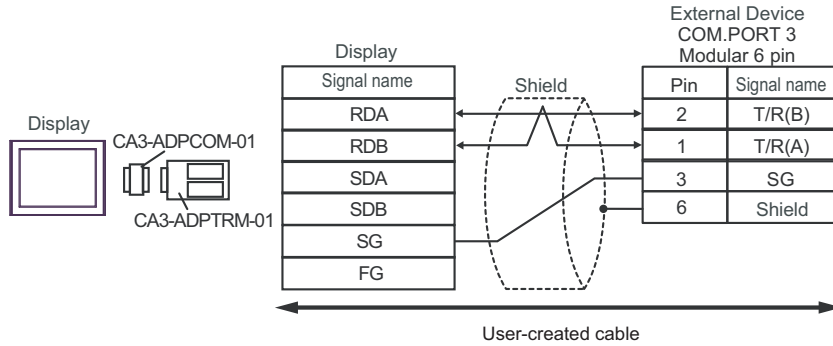 External Device
COM.PORT 3
Modular 6 pin
Display
Signal name
Shield
Pin
Signal name
RDA
2
T/R(B)
Display
CA3-ADPCOM-01
RDB
1
T/R(A)
SDA
3
SG
CA3-ADPTRM-01
SDB
6
Shield
SG
FG
User-created cable